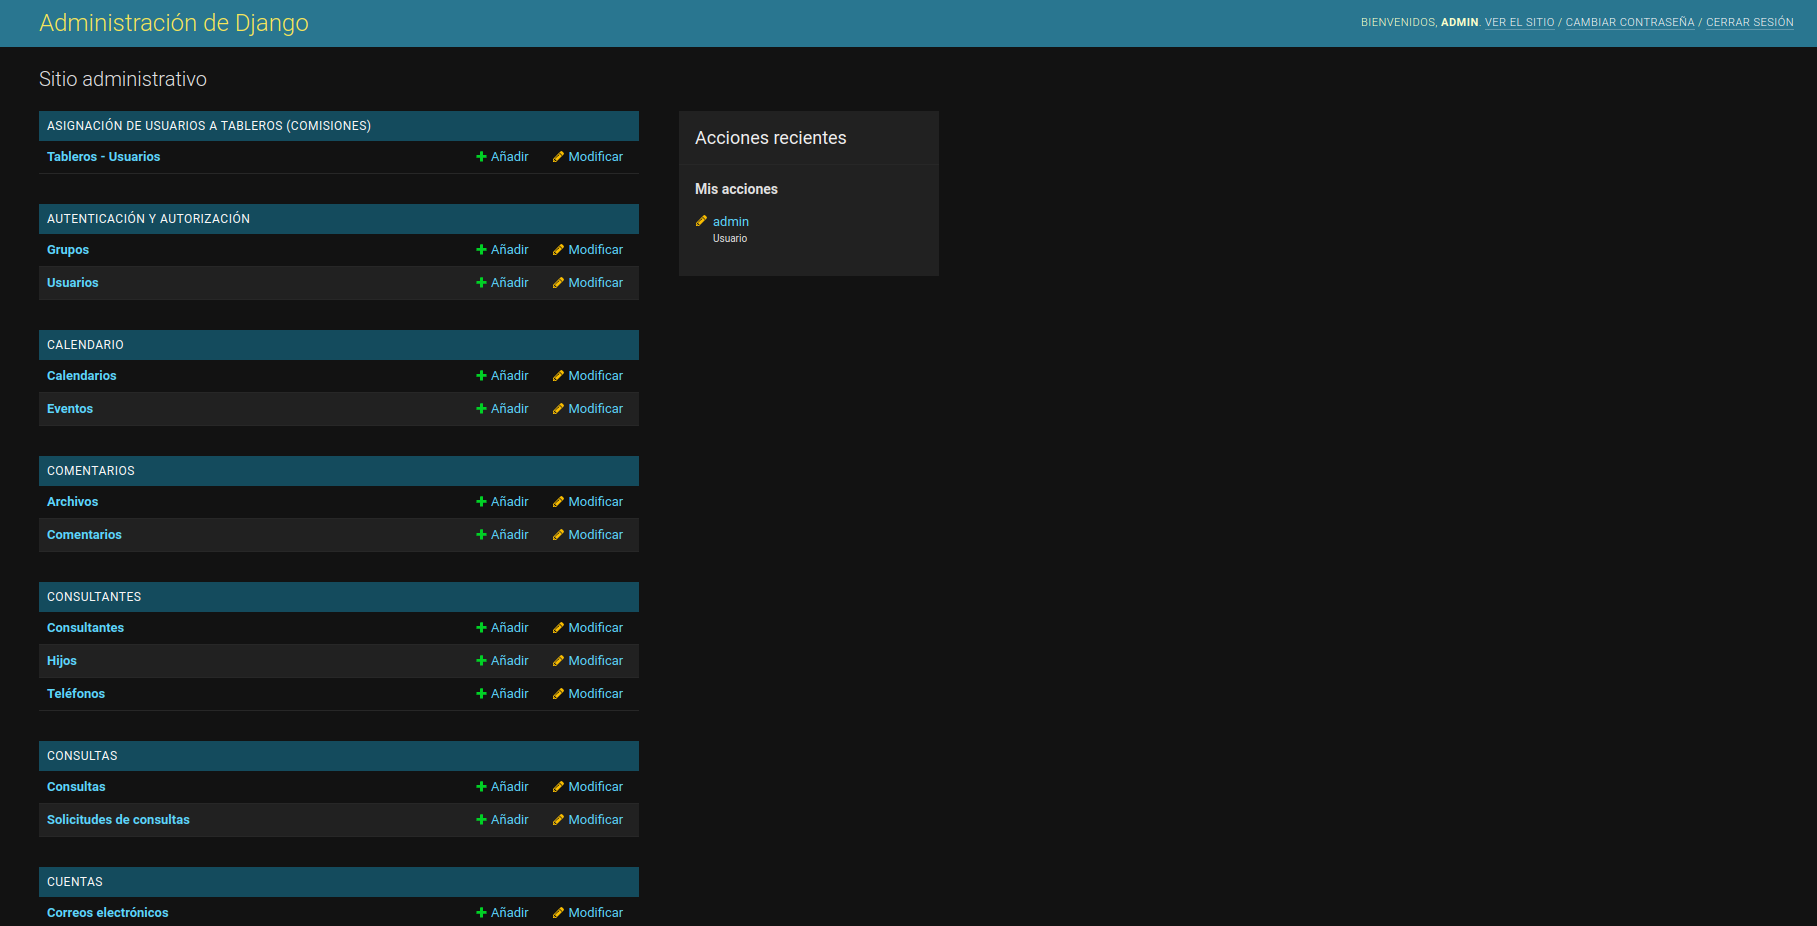 Administración de Django
BIENVENIDOS, ADMIN. VER EL SITIO / CAMBIAR CONTRASEÑA / CERRAR SESIÓN
Sitio administrativo
ASIGNACIÓN DE USUARIOS A TABLEROS (COMISIONES)
Tableros - Usuarios Añadir Modificar
AUTENTICACIÓN Y AUTORIZACIÓN
Grupos Añadir Modificar
Usuarios Añadir Modificar
CALENDARIO
Calendarios Añadir Modificar
Eventos Añadir Modificar
COMENTARIOS
Archivos Añadir Modificar
Comentarios Añadir Modificar
CONSULTANTES
Consultantes Añadir Modificar
Hijos Añadir Modificar
Teléfonos Añadir Modificar
CONSULTAS
Consultas Añadir Modificar
Solicitudes de consultas Añadir Modificar
CUENTAS
Correos electrónicos Añadir Modificar
Acciones recientes
Mis acciones
admin
Usuario